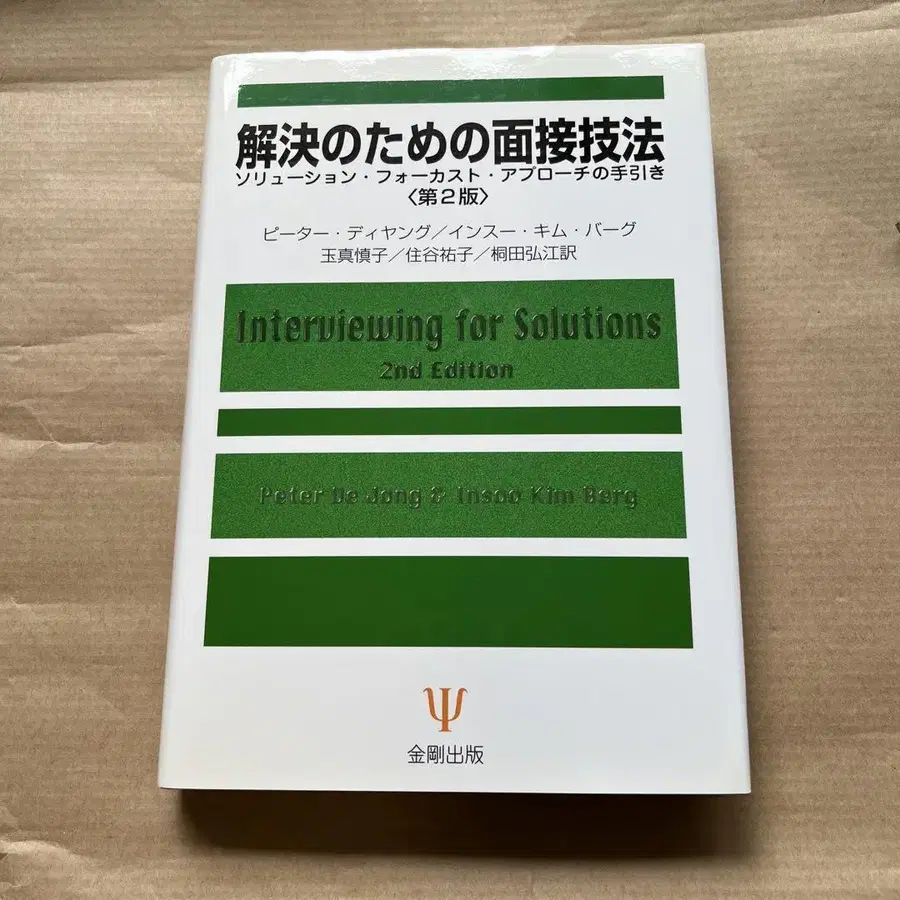 解決のための面接技法
ソリューション・フォーカスト・アプローチの手引き
〈第2版〉
ピーター・ディヤング／インスー・キム・バーグ
玉真慎子／住谷祐子／桐田弘江訳
Interviewing for Solutions
2nd Edition
Peter De Jong & Insoo Kim Berg
金剛出版